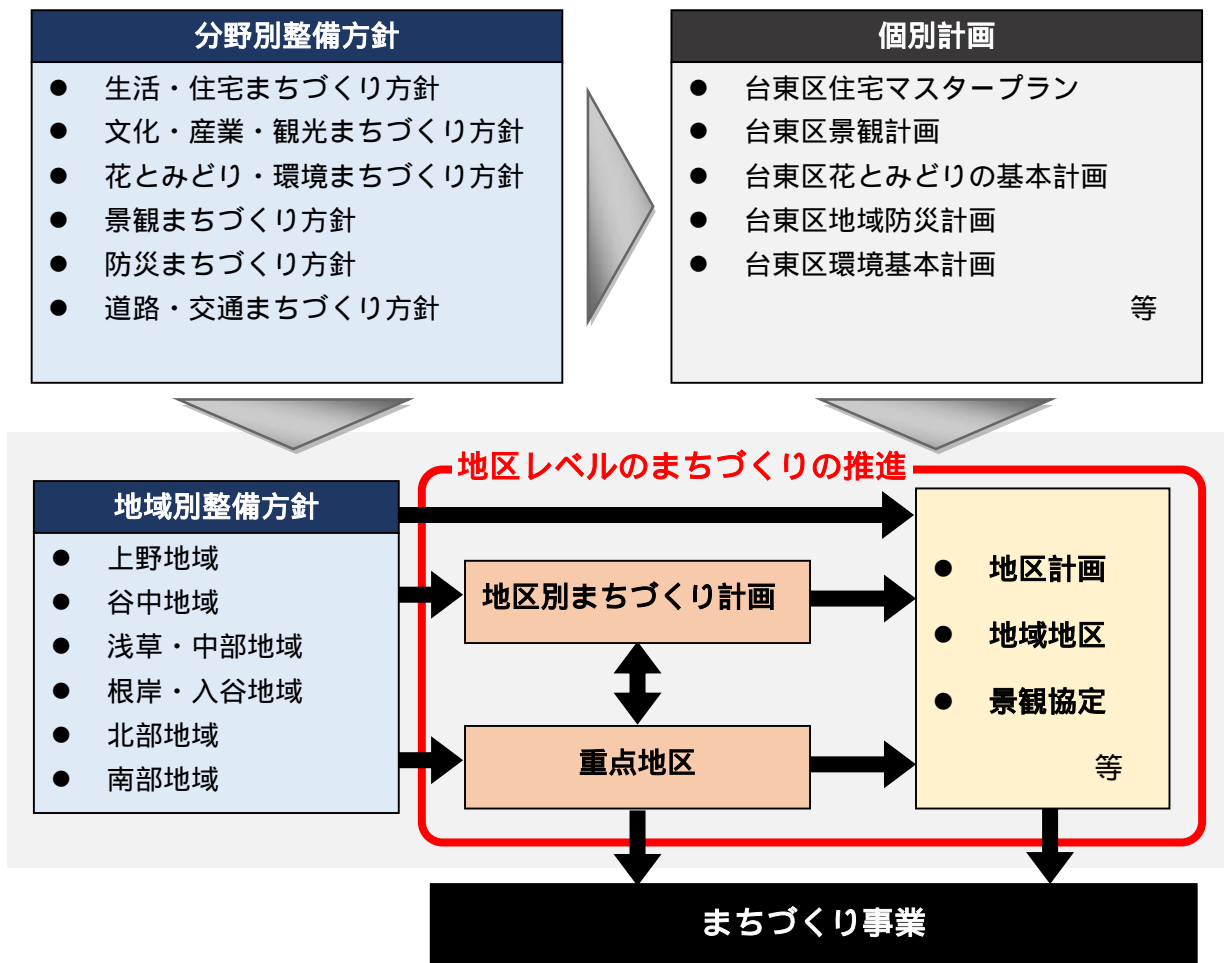 分野別整備方針
● 生活・住宅まちづくり方針
● 文化・産業・観光まちづくり方針
● 花とみどり・環境まちづくり方針
● 景観まちづくり方針
● 防災まちづくり方針
● 道路・交通まちづくり方針
個別計画
● 台東区住宅マスタープラン
● 台東区景観計画
● 台東区花とみどりの基本計画
● 台東区地域防災計画
● 台東区環境基本計画
等
地区レベルのまちづくりの推進
地域別整備方針
● 上野地域
● 谷中地域
● 浅草・中部地域
● 根岸・入谷地域
● 北部地域
● 南部地域
地区別まちづくり計画
重点地区
● 地区計画
● 地域地区
● 景観協定
等
まちづくり事業